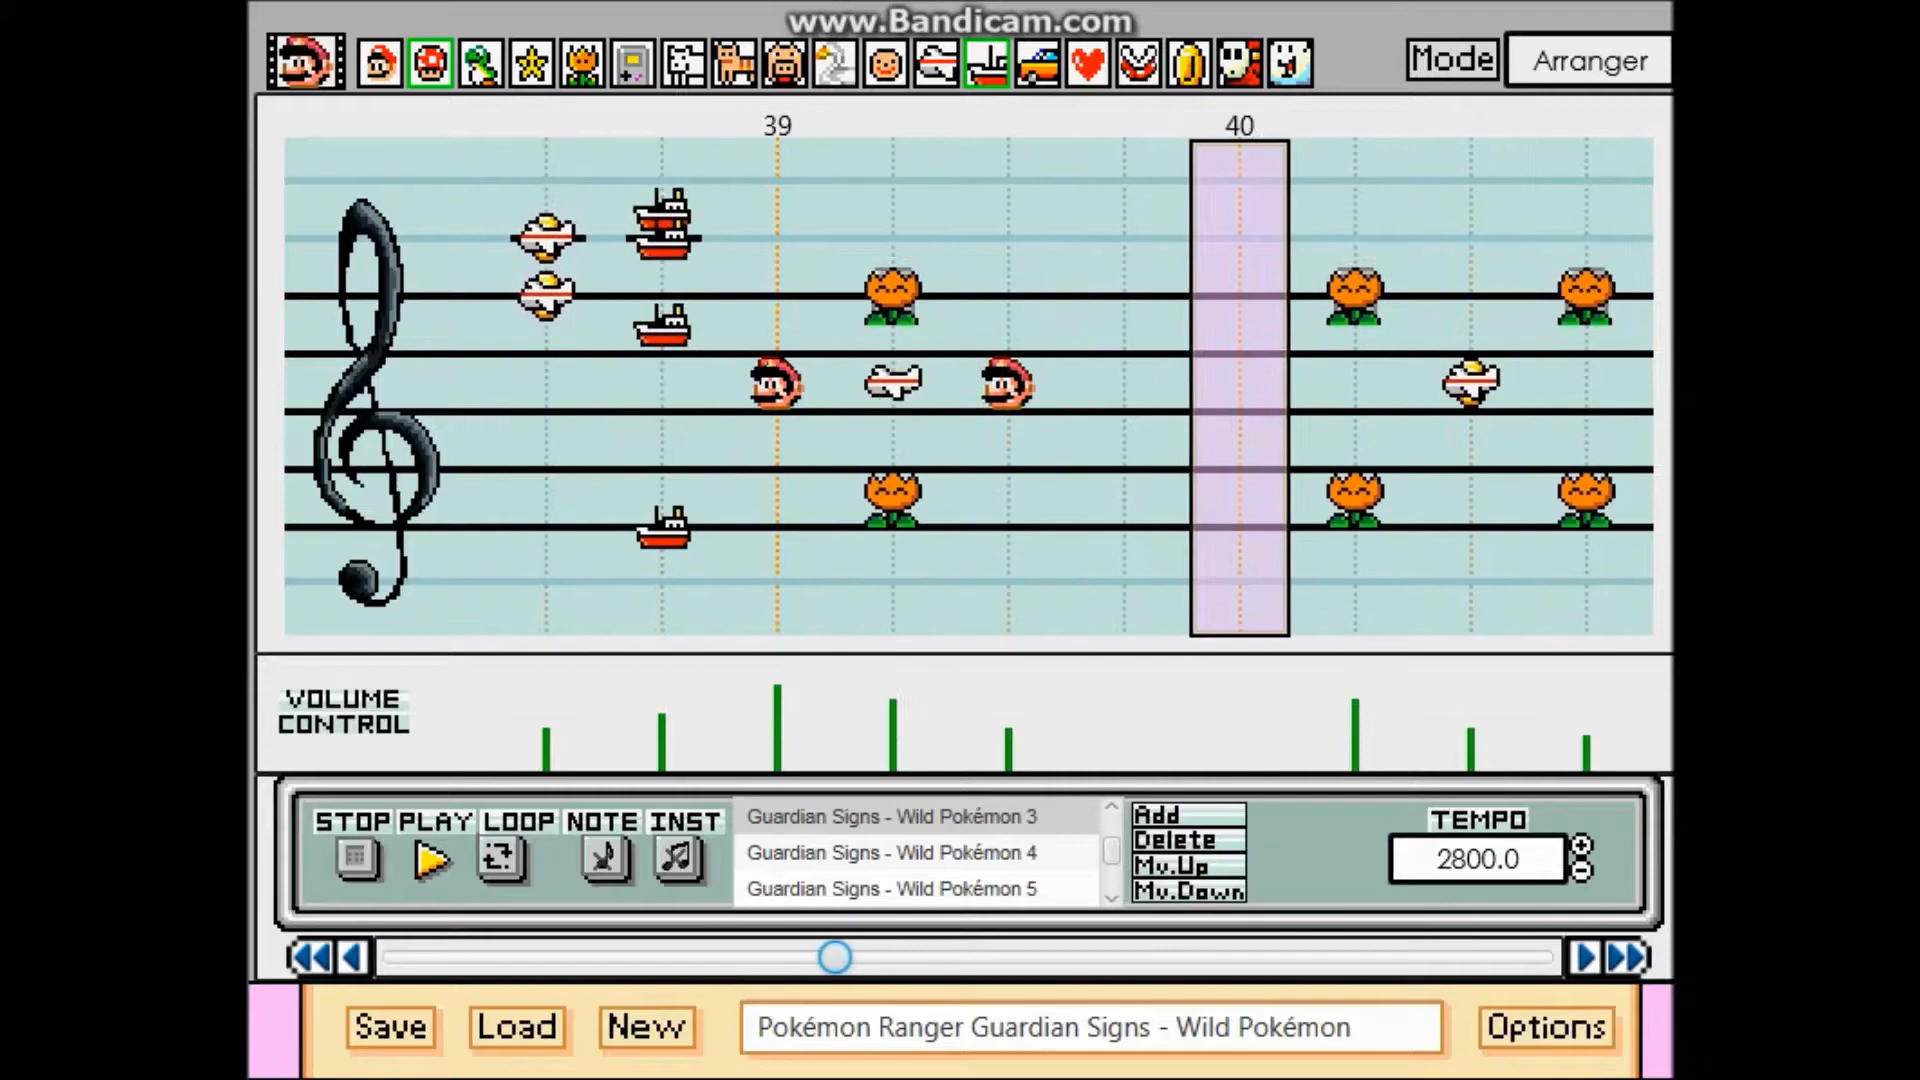 www.Bandicam.com
Mode Arranger
39 40
VOLUME
CONTROL
STOP PLAY LOOP NOTE INST
Guardian Signs - Wild Pokémon 3
Guardian Signs - Wild Pokémon 4
Guardian Signs - Wild Pokémon 5
Add
Delete
Mv.Up
Mv.Down
TEMPO
2800.0
Save Load New Pokémon Ranger Guardian Signs - Wild Pokémon Options